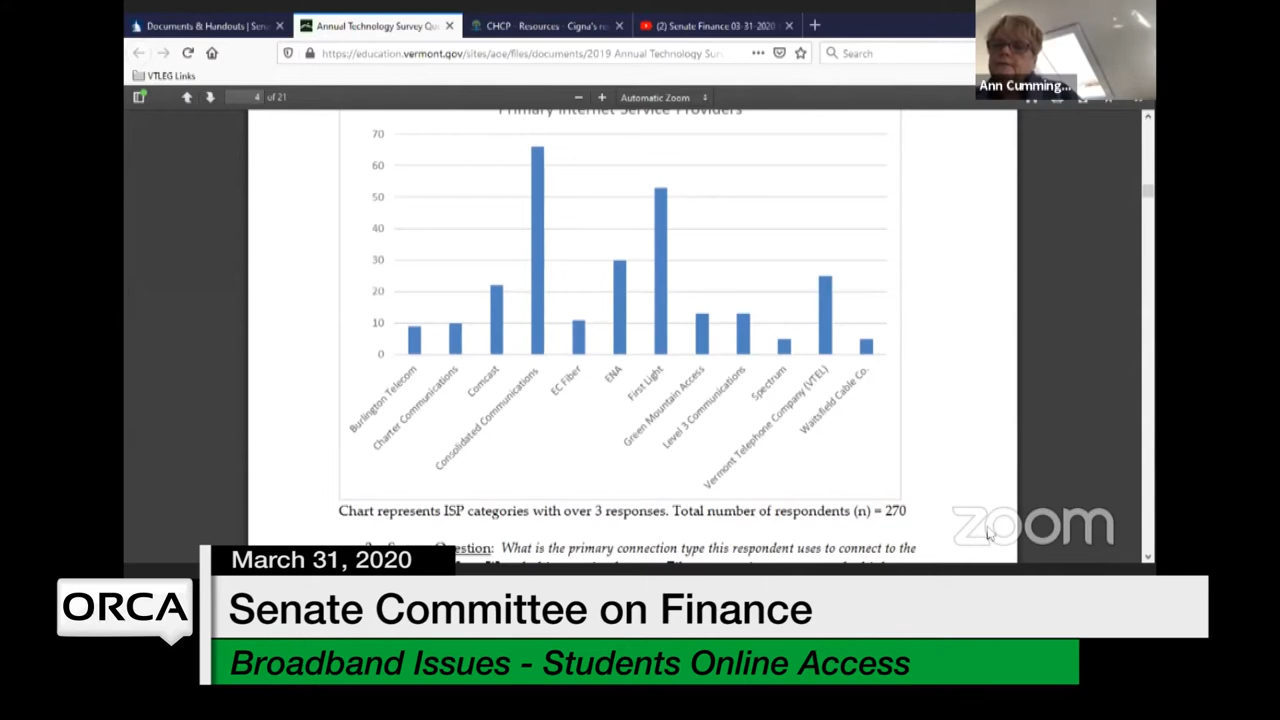 Documents & Handouts | Sen
Annual Technology Survey Qu
CHCP - Resources - Cigna's re
(2) Senate Finance 03-31-2020
https://education.vermont.gov/sites/aoe/files/documents/2019 Annual Technology Sur
Search
VTLEG Links
4 of 21
Automatic Zoom
Ann Cumming...
Primary Internet Service Providers
70
60
50
40
30
20
10
0
Burlington Telecom
Charter Communications
Comcast
Consolidated Communications
EC Fiber
ENA
First Light
Green Mountain Access
Level 3 Communications
Spectrum
Vermont Telephone Company (VTEL)
Waitsfield Cable Co.
Chart represents ISP categories with over 3 responses. Total number of respondents (n) = 270
Question: What is the primary connection type this respondent uses to connect to the
zoom
March 31, 2020
ORCA
Senate Committee on Finance
Broadband Issues - Students Online Access